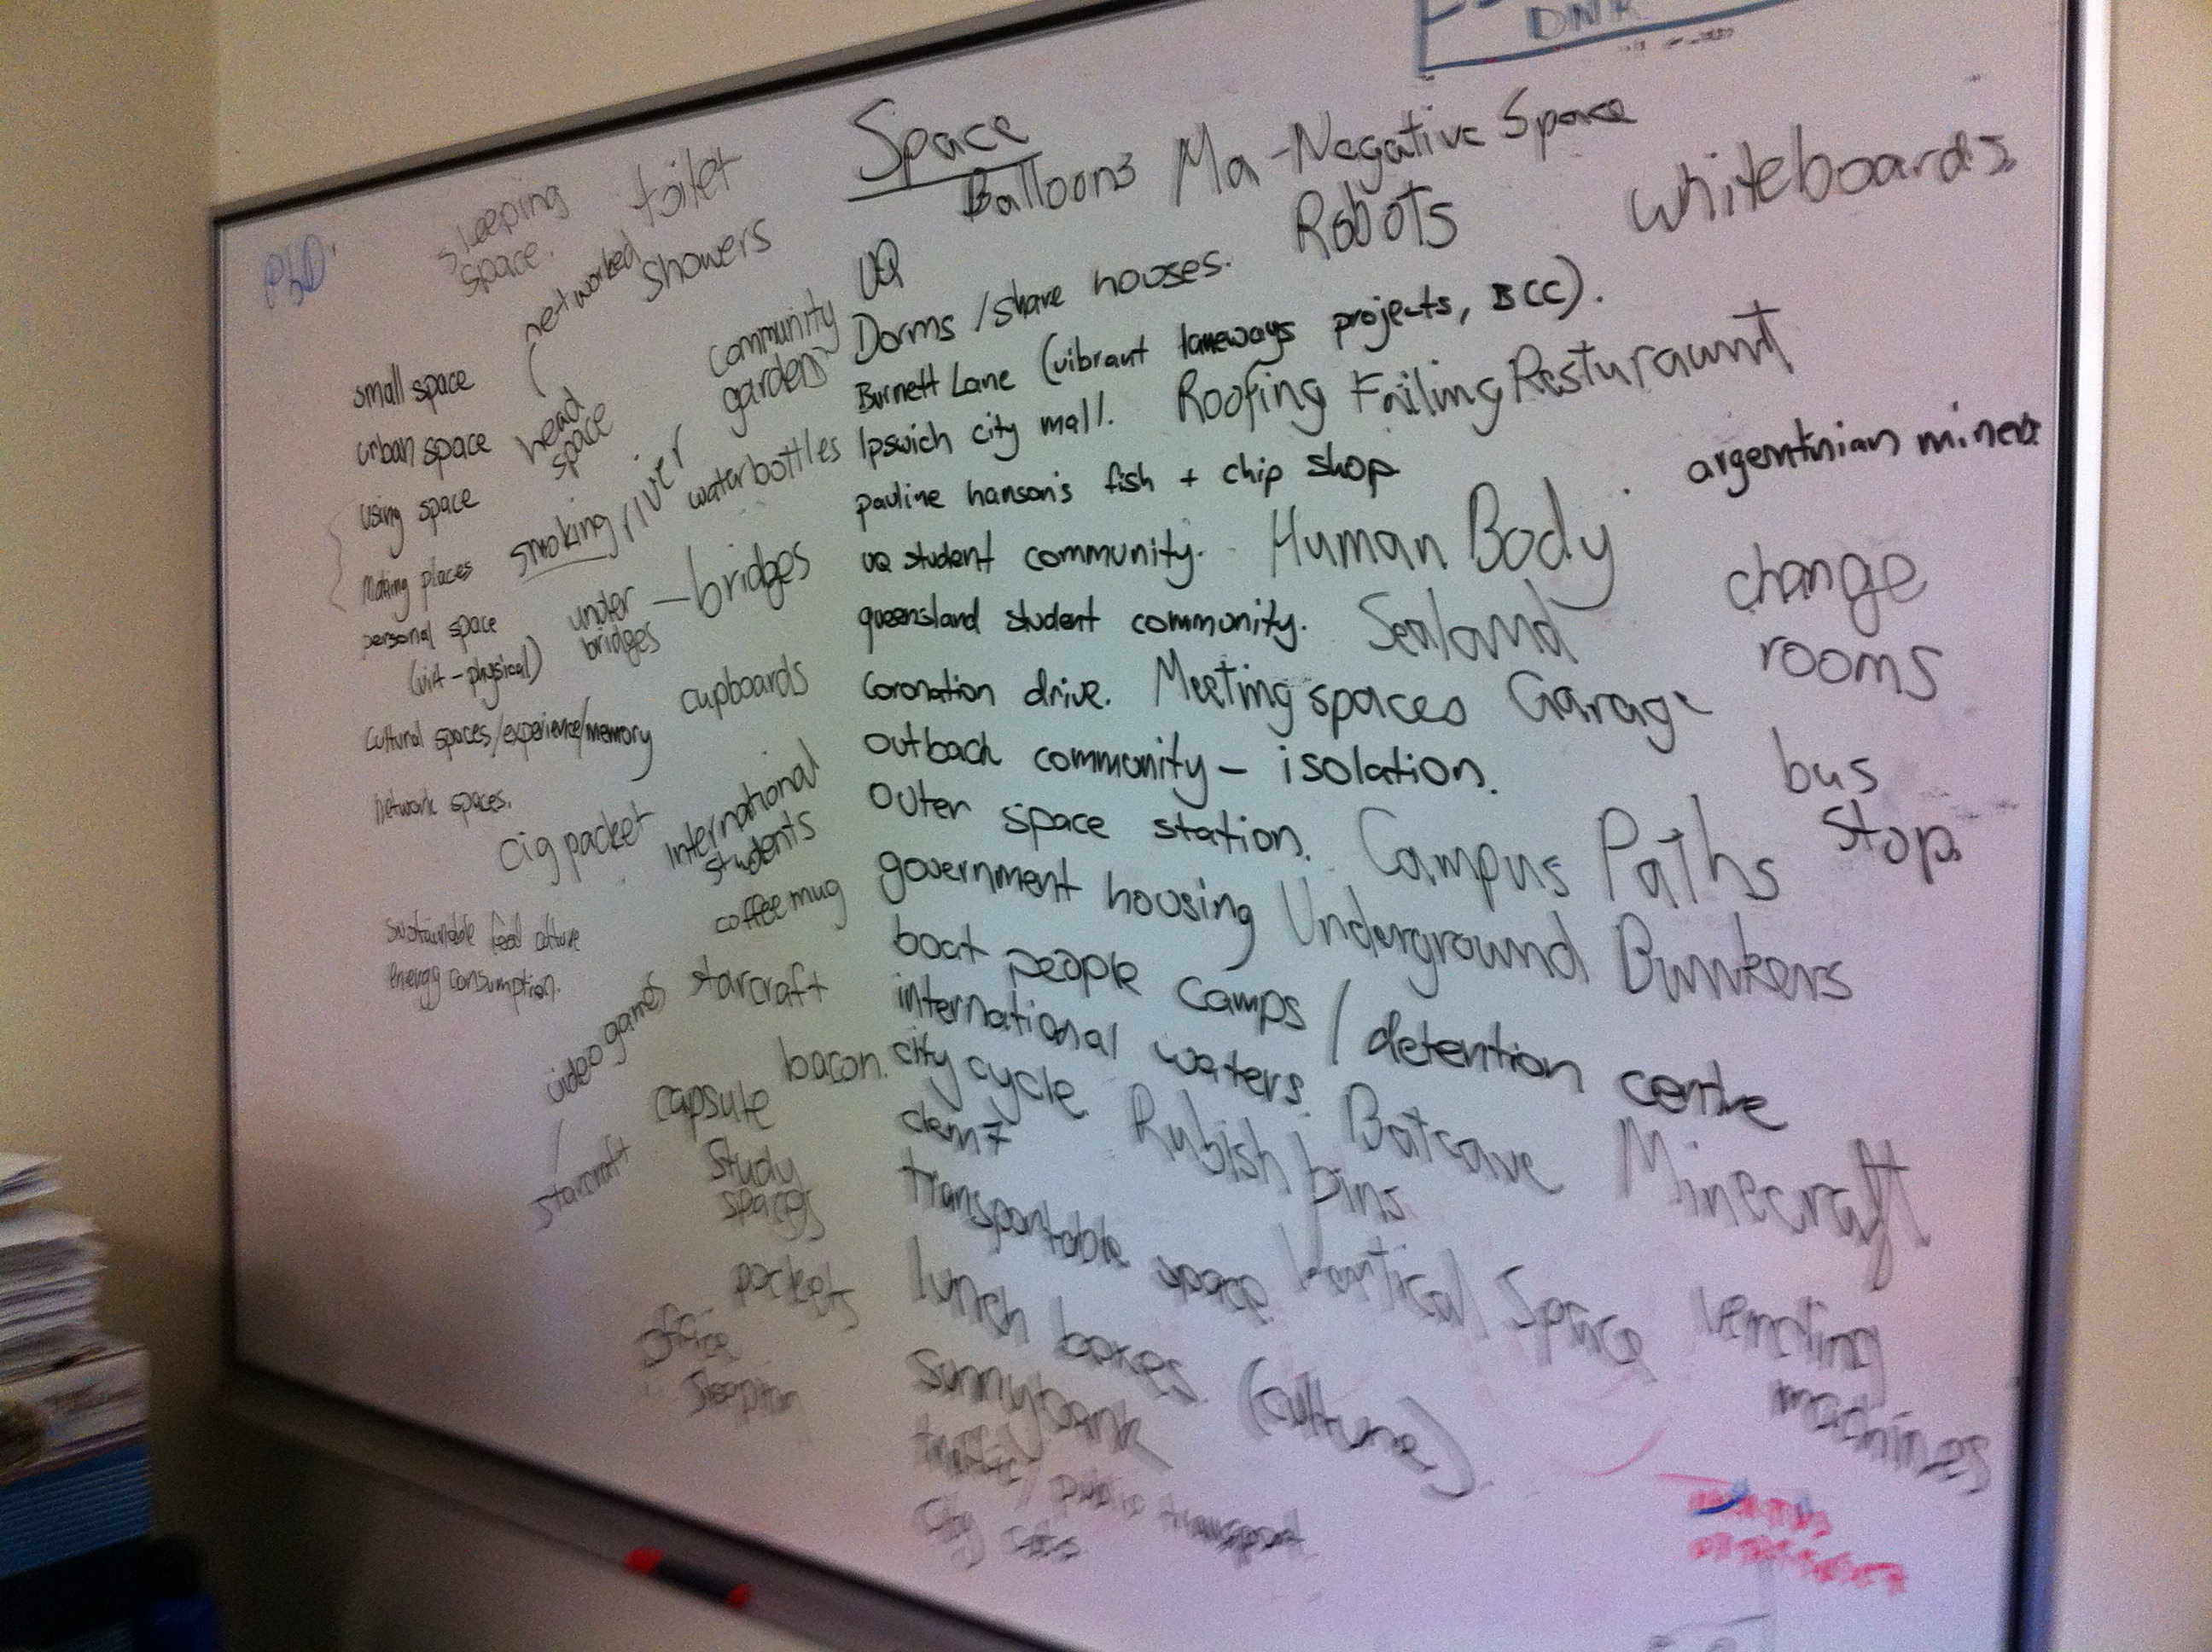 DNR
Space
Balloons
Ma - Negative Space
Robots
whiteboards
PhD.
sleeping
space.
toilet
showers
networked
small space
urban space
using space
Making places
personal space
(virt - physical)
Cultural spaces/experience/memory
Network spaces.
Sustainable food culture
energy consumption.
head
space
smoking
river
community
gardens
waterbottles
under
bridges
— bridges
cupboards
cig packet
International
students
coffee mug
video games
starcraft
starcraft
bacon.
capsule
Study
spaces
pockets
office
UQ
Dorms / share houses.
Burnett Lane (vibrant laneways projects, BCC).
Ipswich city mall.
Roofing Failing Resturaunt
pauline hanson's fish + chip shop
argentinian miners
UQ student community.
Human Body
queensland student community.
Sealand
change
rooms
Coronation drive.
Meeting spaces
Garage
outback community - isolation.
bus
stop.
outer space station.
Campus Paths
government housing
Underground Bunkers
boat people camps / detention centre
international waters.
city cycle
Rubish bins
Batcave
Minecraft
clem 7
transportable space
Vertical Space
vending
machines
lunch boxes (culture)
sunnybank
traffic / public transport
city cats